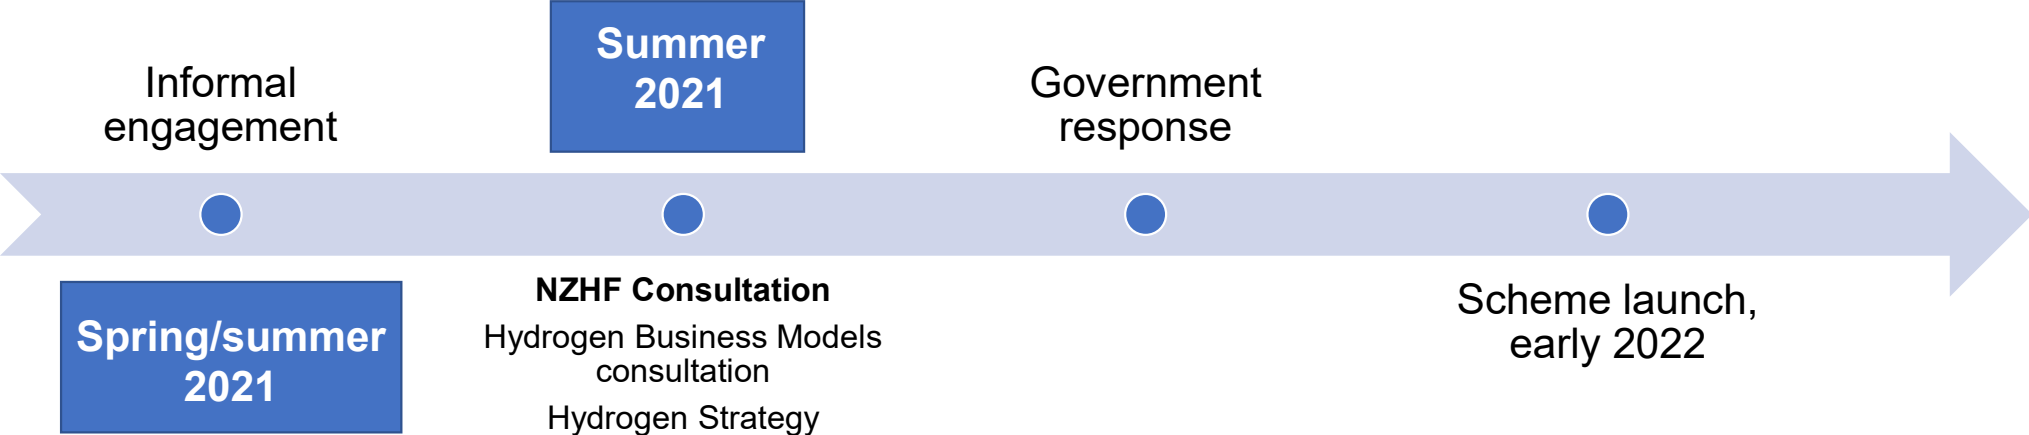 Informal
engagement
Spring/summer
2021
Summer
2021
NZHF Consultation
Hydrogen Business Models
consultation
Hydrogen Strategy
Government
response
Scheme launch,
early 2022